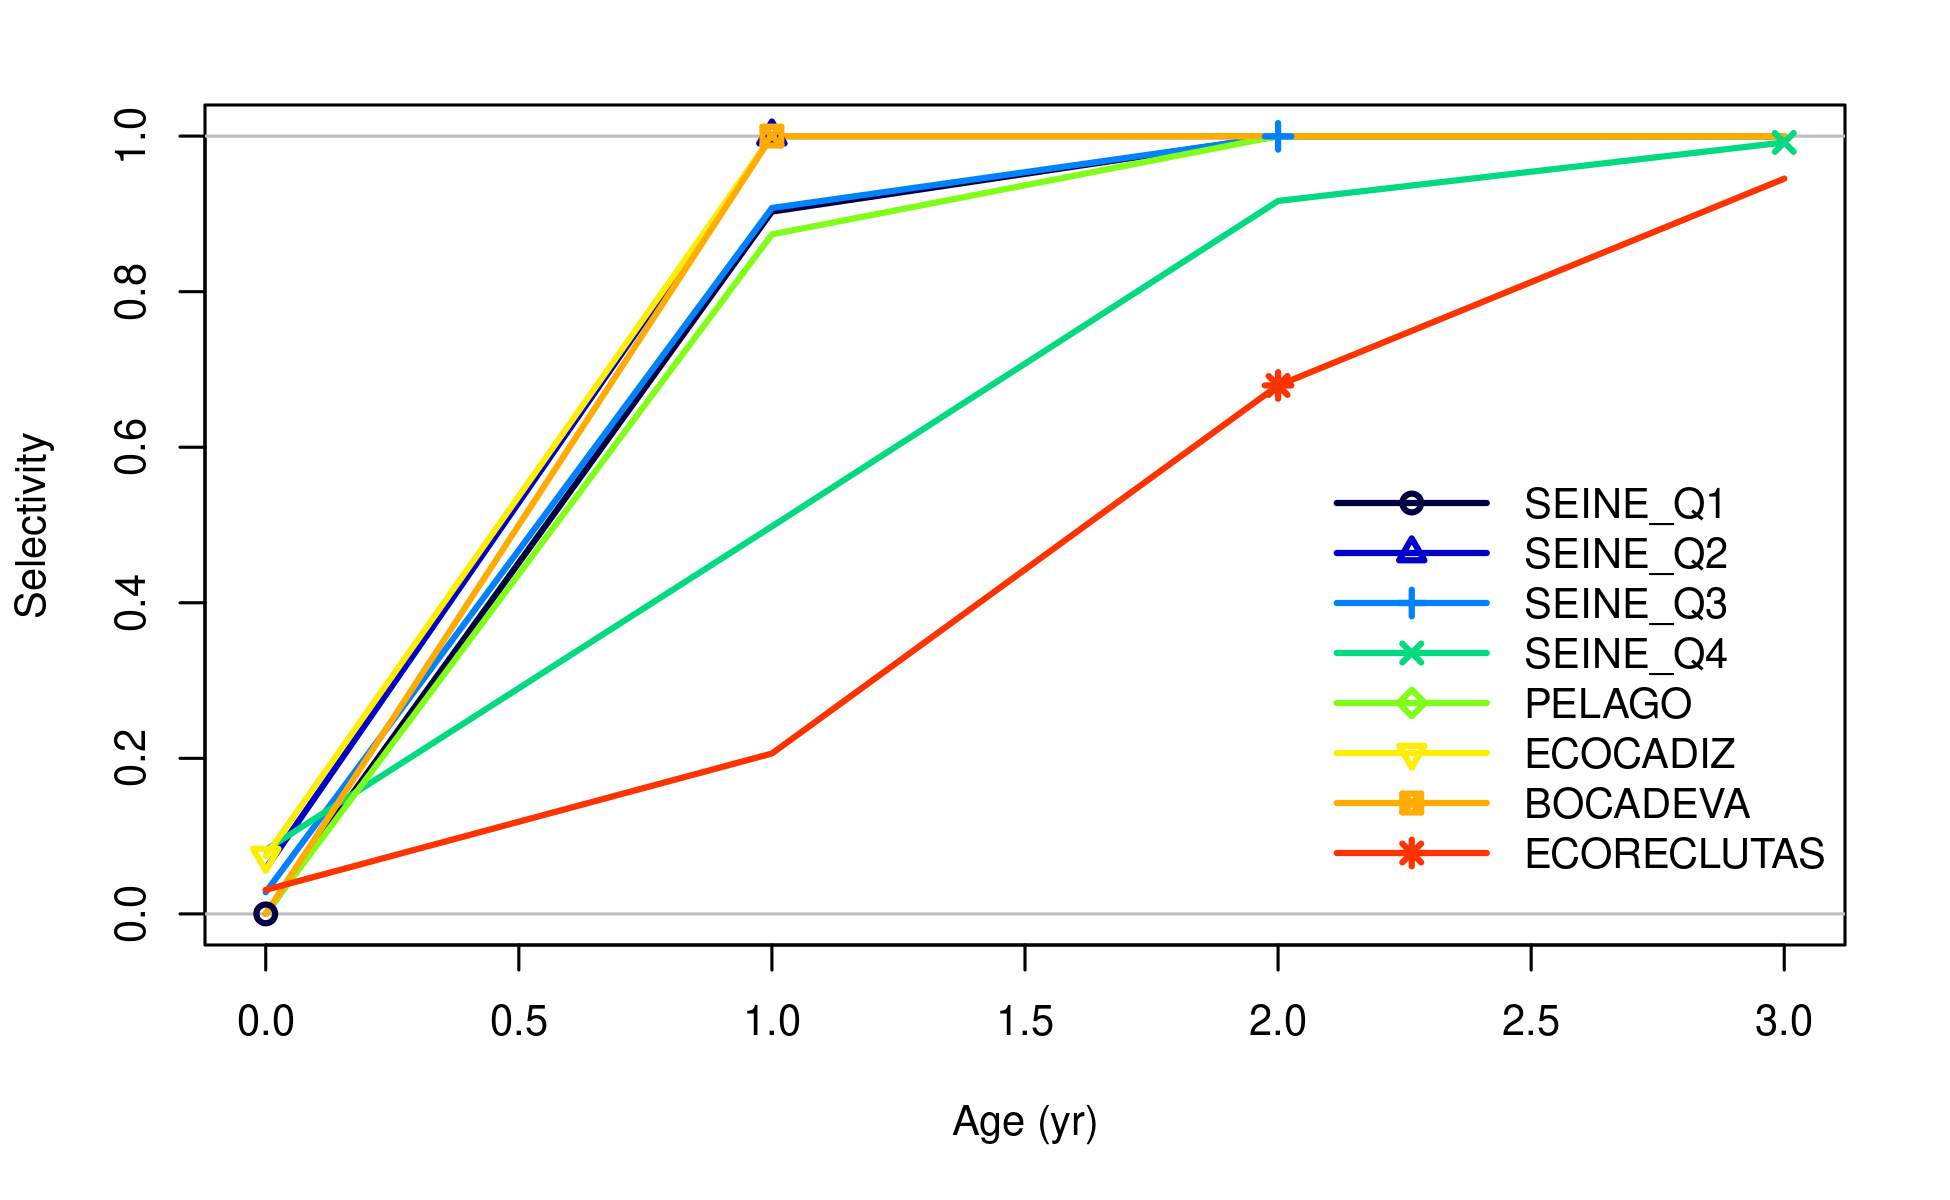 Selectivity
1.0
0.8
0.6
0.4
0.2
0.0
SEINE_Q1
SEINE_Q2
SEINE_Q3
SEINE_Q4
PELAGO
ECOCADIZ
BOCADEVA
ECORECLUTAS
0.0 0.5 1.0 1.5 2.0 2.5 3.0
Age (yr)